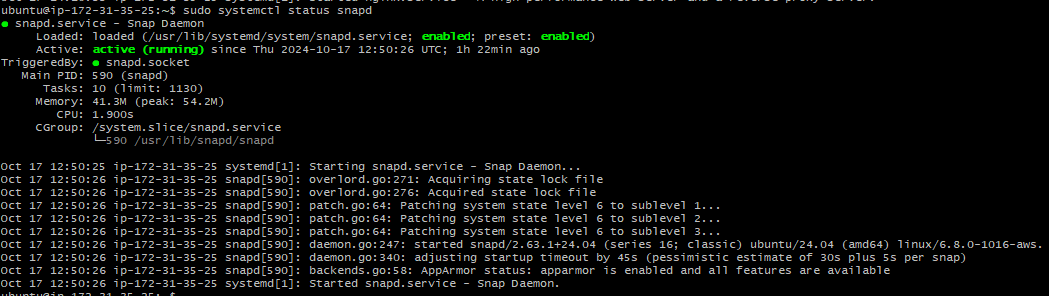 ubuntu@ip-172-31-35-25:~$ sudo systemctl status snapd
● snapd.service - Snap Daemon
Loaded: loaded (/usr/lib/systemd/system/snapd.service; enabled; preset: enabled)
Active: active (running) since Thu 2024-10-17 12:50:26 UTC; 1h 22min ago
TriggeredBy: ● snapd.socket
Main PID: 590 (snapd)
Tasks: 10 (limit: 1130)
Memory: 41.3M (peak: 54.2M)
CPU: 1.900s
CGroup: /system.slice/snapd.service
└─590 /usr/lib/snapd/snapd
Oct 17 12:50:25 ip-172-31-35-25 systemd[1]: Starting snapd.service - Snap Daemon...
Oct 17 12:50:26 ip-172-31-35-25 snapd[590]: overlord.go:271: Acquiring state lock file
Oct 17 12:50:26 ip-172-31-35-25 snapd[590]: overlord.go:276: Acquired state lock file
Oct 17 12:50:26 ip-172-31-35-25 snapd[590]: patch.go:64: Patching system state level 6 to sublevel 1...
Oct 17 12:50:26 ip-172-31-35-25 snapd[590]: patch.go:64: Patching system state level 6 to sublevel 2...
Oct 17 12:50:26 ip-172-31-35-25 snapd[590]: patch.go:64: Patching system state level 6 to sublevel 3...
Oct 17 12:50:26 ip-172-31-35-25 snapd[590]: daemon.go:247: started snapd/2.63.1+24.04 (series 16; classic) ubuntu/24.04 (amd64) linux/6.8.0-1016-aws.
Oct 17 12:50:26 ip-172-31-35-25 snapd[590]: daemon.go:340: adjusting startup timeout by 45s (pessimistic estimate of 30s plus 5s per snap)
Oct 17 12:50:26 ip-172-31-35-25 snapd[590]: backends.go:58: AppArmor status: apparmor is enabled and all features are available
Oct 17 12:50:26 ip-172-31-35-25 systemd[1]: Started snapd.service - Snap Daemon.